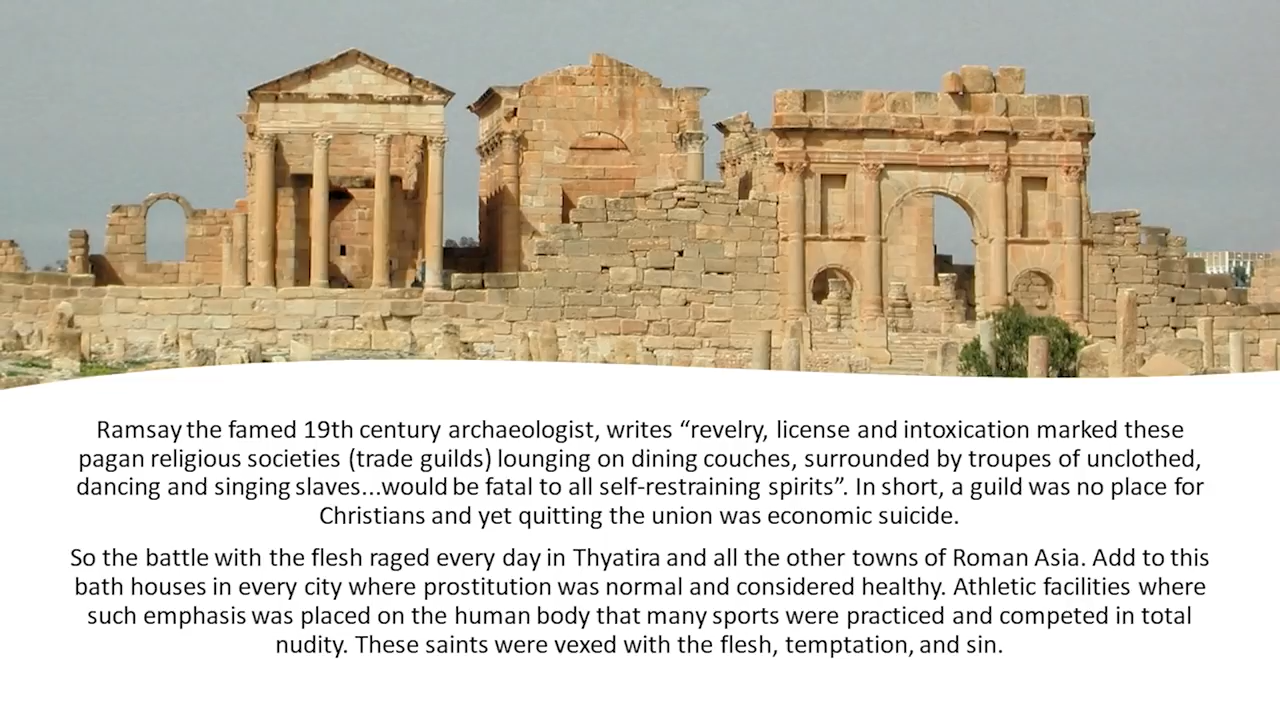 Ramsay the famed 19th century archaeologist, writes “revelry, license and intoxication marked these
pagan religious societies (trade guilds) lounging on dining couches, surrounded by troupes of unclothed,
dancing and singing slaves...would be fatal to all self-restraining spirits”. In short, a guild was no place for
Christians and yet quitting the union was economic suicide.
So the battle with the flesh raged every day in Thyatira and all the other towns of Roman Asia. Add to this
bath houses in every city where prostitution was normal and considered healthy. Athletic facilities where
such emphasis was placed on the human body that many sports were practiced and competed in total
nudity. These saints were vexed with the flesh, temptation, and sin.